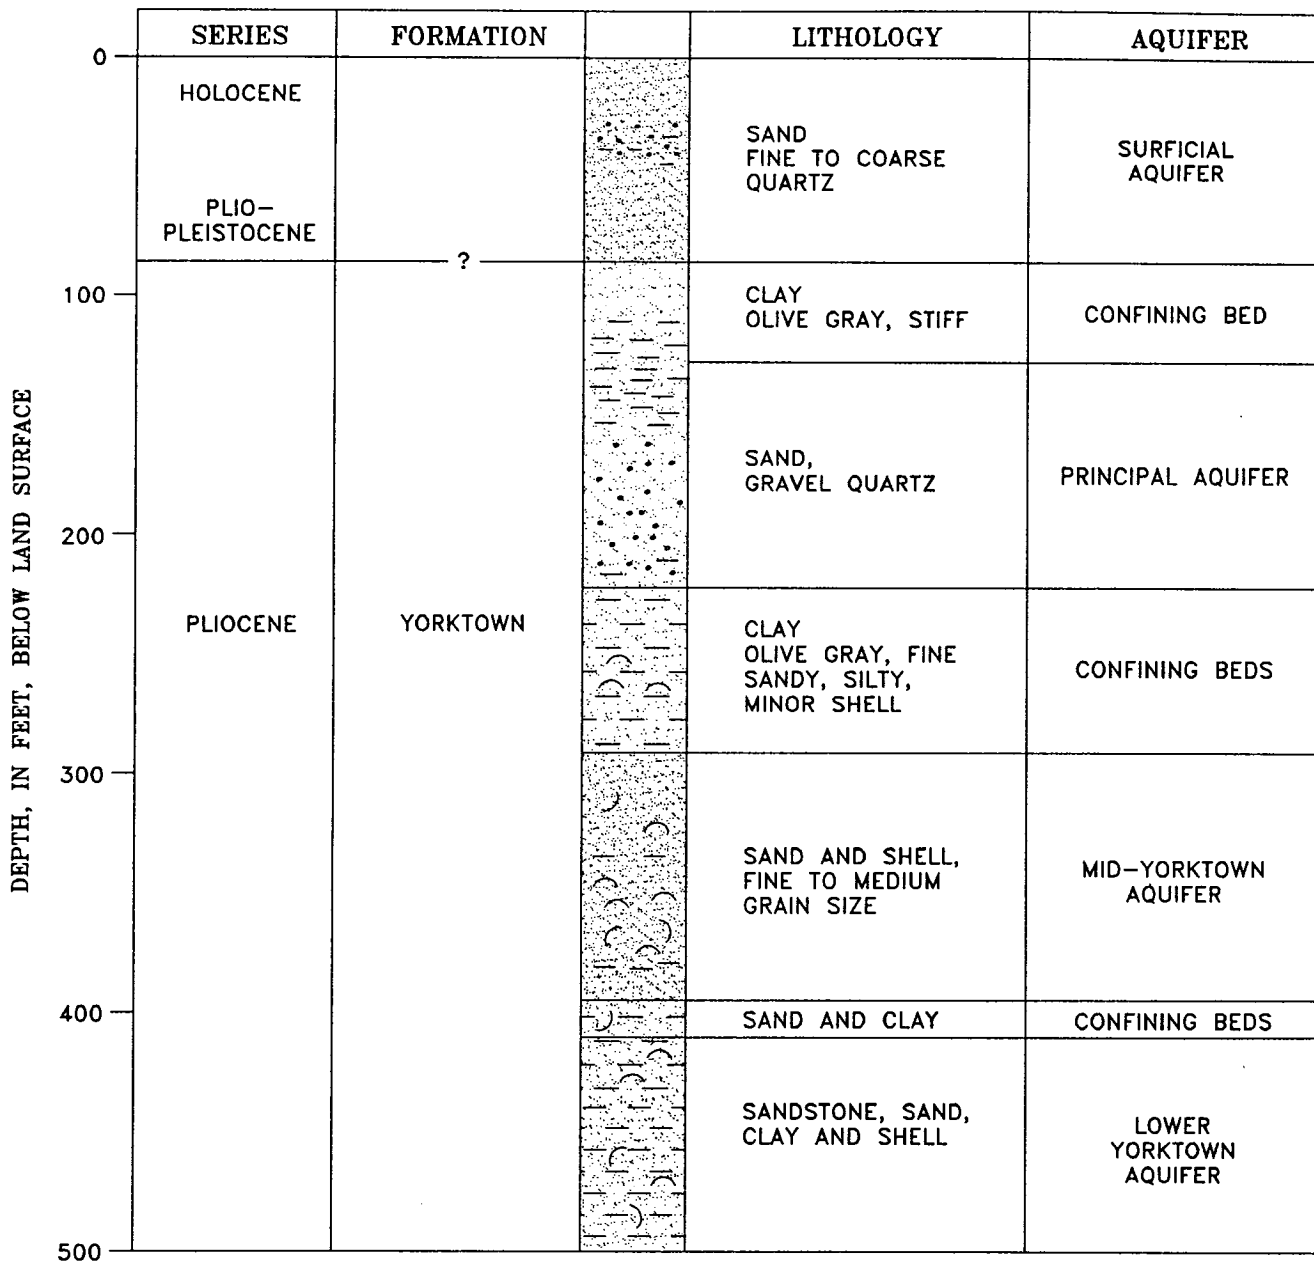 SERIES FORMATION LITHOLOGY AQUIFER
0
HOLOCENE
PLIO–
PLEISTOCENE
SAND
FINE TO COARSE
QUARTZ
SURFICIAL
AQUIFER
?
100
CLAY
OLIVE GRAY, STIFF
CONFINING BED
SAND,
GRAVEL QUARTZ
PRINCIPAL AQUIFER
200
PLIOCENE
YORKTOWN
CLAY
OLIVE GRAY, FINE
SANDY, SILTY,
MINOR SHELL
CONFINING BEDS
300
SAND AND SHELL,
FINE TO MEDIUM
GRAIN SIZE
MID–YORKTOWN
AQUIFER
400
SAND AND CLAY
CONFINING BEDS
SANDSTONE, SAND,
CLAY AND SHELL
LOWER
YORKTOWN
AQUIFER
500
DEPTH, IN FEET, BELOW LAND SURFACE